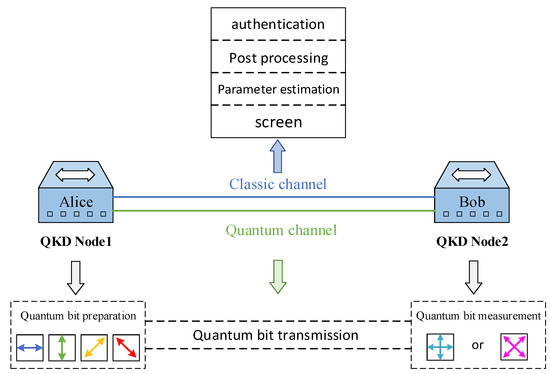 authentication
Post processing
Parameter estimation
screen
Classic channel
Alice
Bob
Quantum channel
QKD Node1
QKD Node2
Quantum bit preparation
Quantum bit transmission
Quantum bit measurement
or